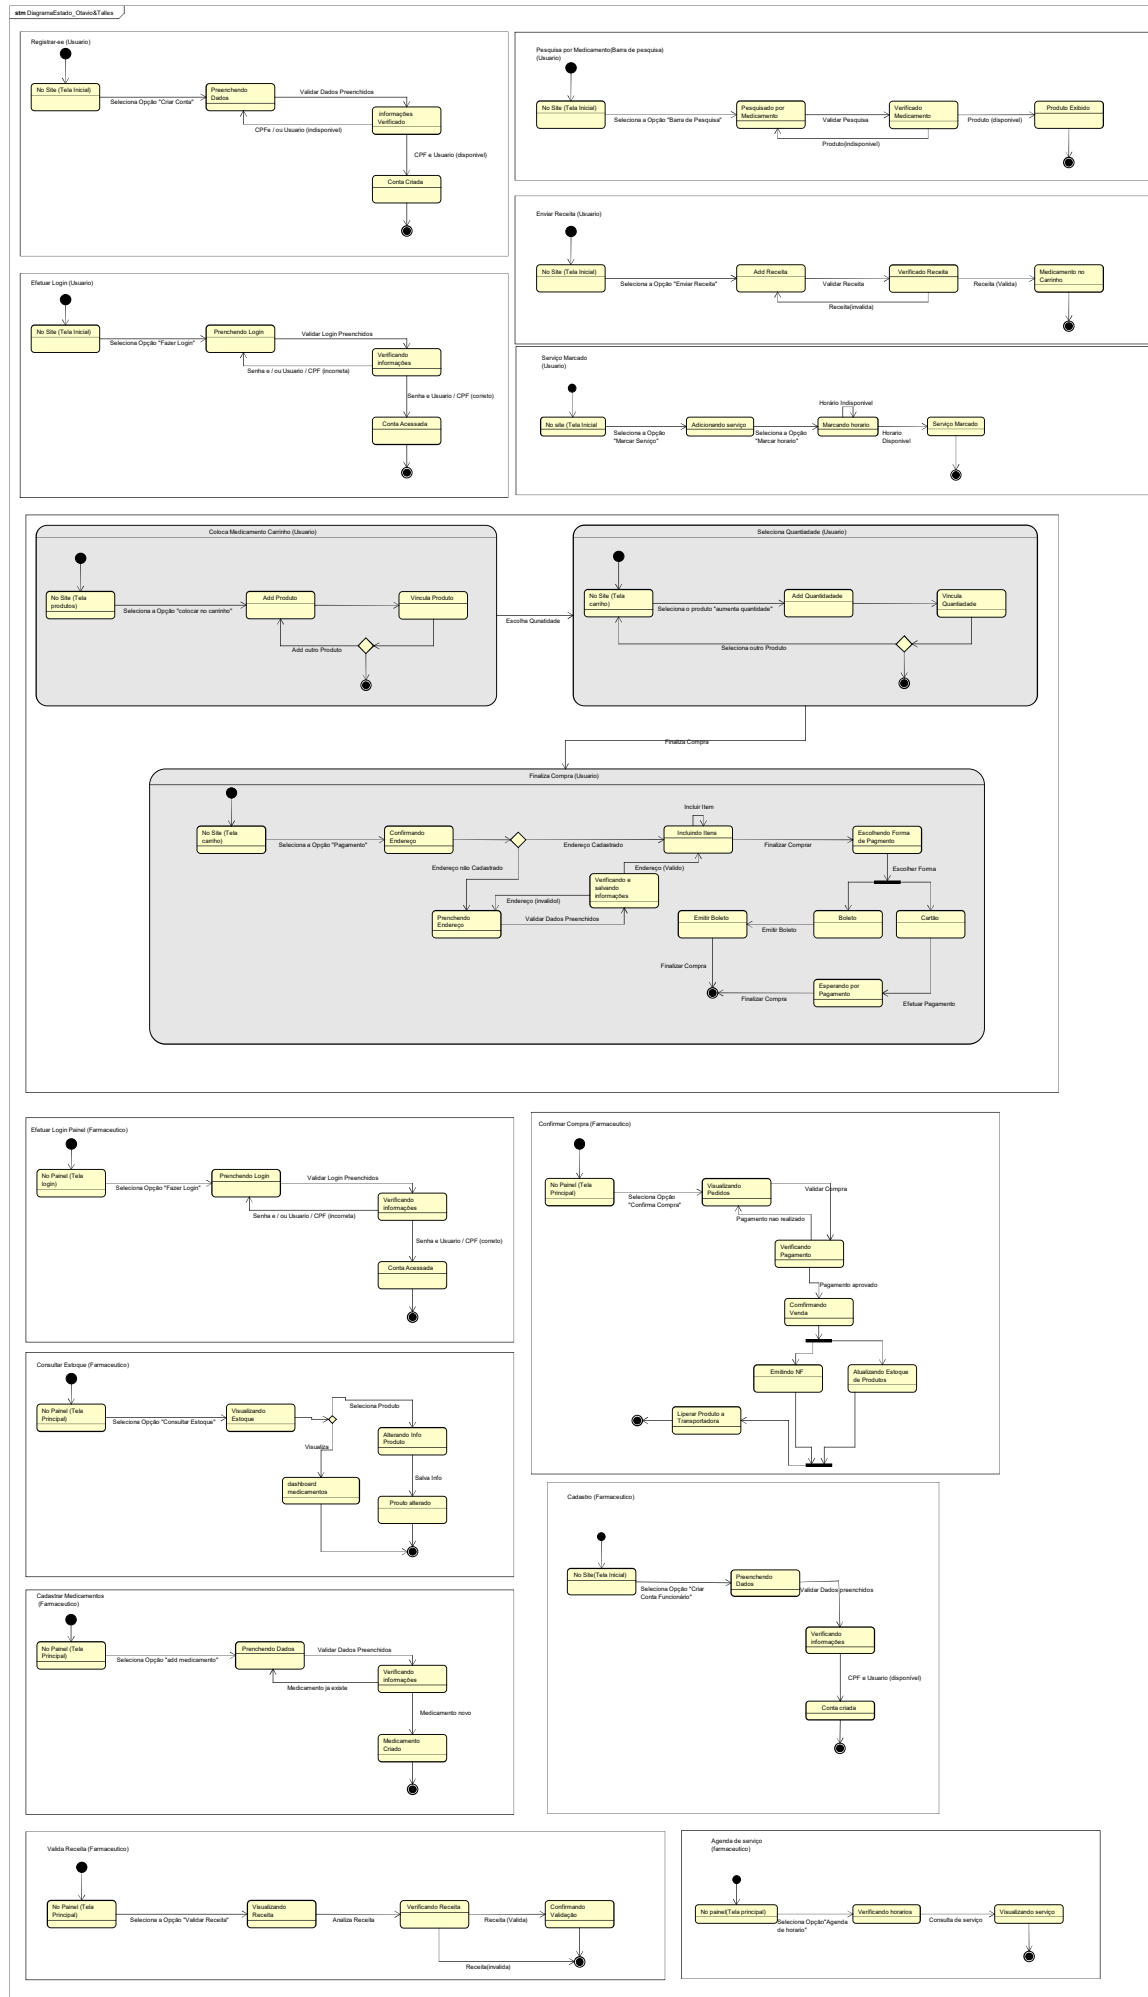 stm DiagramaEstado_Otavio&Talles
Registrar-se (Usuario)
No Site (Tela Inicial)
Seleciona Opção "Criar Conta"
Preenchendo
Dados
Validar Dados Preenchidos
informações
Verificado
CPFe / ou Usuario (indisponivel)
CPF e Usuario (disponivel)
Conta Criada
Pesquisa por Medicamento(Barra de pesquisa)
(Usuario)
No Site (Tela Inicial)
Seleciona a Opção "Barra de Pesquisa"
Pesquisado por
Medicamento
Validar Pesquisa
Verificado
Medicamento
Produto (disponivel)
Produto Exibido
Produto(indisponivel)
Enviar Receita (Usuario)
No Site (Tela Inicial)
Seleciona a Opção "Enviar Receita"
Add Receita
Validar Receita
Verificado Receita
Receita (Valida)
Medicamento no
Carrinho
Receita(invalida)
Efetuar Login (Usuario)
No Site (Tela Inicial)
Seleciona Opção "Fazer Login"
Prenchendo Login
Validar Login Preenchidos
Verificando
informações
Senha e / ou Usuario / CPF (incorreta)
Senha e Usuario / CPF (correto)
Conta Acessada
Serviço Marcado
(Usuario)
No site (Tela Inicial
Seleciona a Opção
"Marcar Serviço"
Adicionando serviço
Seleciona a Opção
"Marcar horario"
Horário Indisponivel
Marcando horario
Horario
Disponivel
Serviço Marcado
Coloca Medicamento Carrinho (Usuario)
No Site (Tela
produtos)
Seleciona a Opção "colocar no carrinho"
Add Produto
Vincula Produto
Add outro Produto
Escolha Qunatidade
Seleciona Quantiadade (Usuario)
No Site (Tela
carriho)
Seleciona o produto "aumenta quantidade"
Add Quantidadade
Vincula
Quantiadade
Seleciona outro Produto
Finaliza Compra
Finaliza Compra (Usuario)
No Site (Tela
carriho)
Seleciona a Opção "Pagamento"
Confirmando
Endereço
Endereço Cadastrado
Endereço não Cadastrado
Incluir Item
Incluindo Itens
Finalizar Comprar
Escolhendo Forma
de Pagmento
Escolher Forma
Endereço (Valido)
Verificando e
salvando
informações
Endereço (invalidol)
Prenchendo
Endereço
Validar Dados Preenchidos
Emitir Boleto
Emitir Boleto
Boleto
Cartão
Finalizar Compra
Esperando por
Pagamento
Finalizar Compra
Efetuar Pagamento
Efetuar Login Painel (Farmaceutico)
No Painel (Tela
login)
Seleciona Opção "Fazer Login"
Prenchendo Login
Validar Login Preenchidos
Verificando
informações
Senha e / ou Usuario / CPF (incorreta)
Senha e Usuario / CPF (correto)
Conta Acessada
Confirmar Compra (Farmaceutico)
No Painel (Tela
Principal)
Seleciona Opção
"Confirma Compra"
Visualizando
Pedidos
Validar Compra
Pagamento nao realizado
Verificando
Pagamento
Pagamento aprovado
Comfirmando
Venda
Emitindo NF
Atualizando Estoque
de Produtos
Liperar Produto a
Transportadora
Consultar Estoque (Farmaceutico)
No Painel (Tela
Principal)
Seleciona Opção "Consultar Estoque"
Visualizando
Estoque
Seleciona Produto
Alterando Info
Produto
Visualiza
dashboard
medicamentos
Salva Info
Prouto alterado
Cadastro (Farmaceutico)
No Site(Tela Inicial)
Seleciona Opção "Criar
Conta Funcionário"
Preenchendo
Dados
Validar Dados preenchidos
Verificando
informações
CPF e Usuario (disponível)
Conta criada
Cadastrar Medicamentos
(Farmaceutico)
No Painel (Tela
Principal)
Seleciona Opção "add medicamento"
Prenchendo Dados
Validar Dados Preenchidos
Verificando
informações
Medicamento ja existe
Medicamento novo
Medicamento
Criado
Valida Receita (Farmaceutico)
No Painel (Tela
Principal)
Seleciona a Opção "Validar Receita"
Visualizando
Receita
Analiza Receita
Verificando Receita
Receita (Valida)
Confirmando
Validação
Receita(invalida)
Agenda de serviço
(farmaceutico)
No painel(Tela principal)
Seleciona Opção"Agenda
de horario"
Verificando horarios
Consulta de serviço
Visualizando serviço